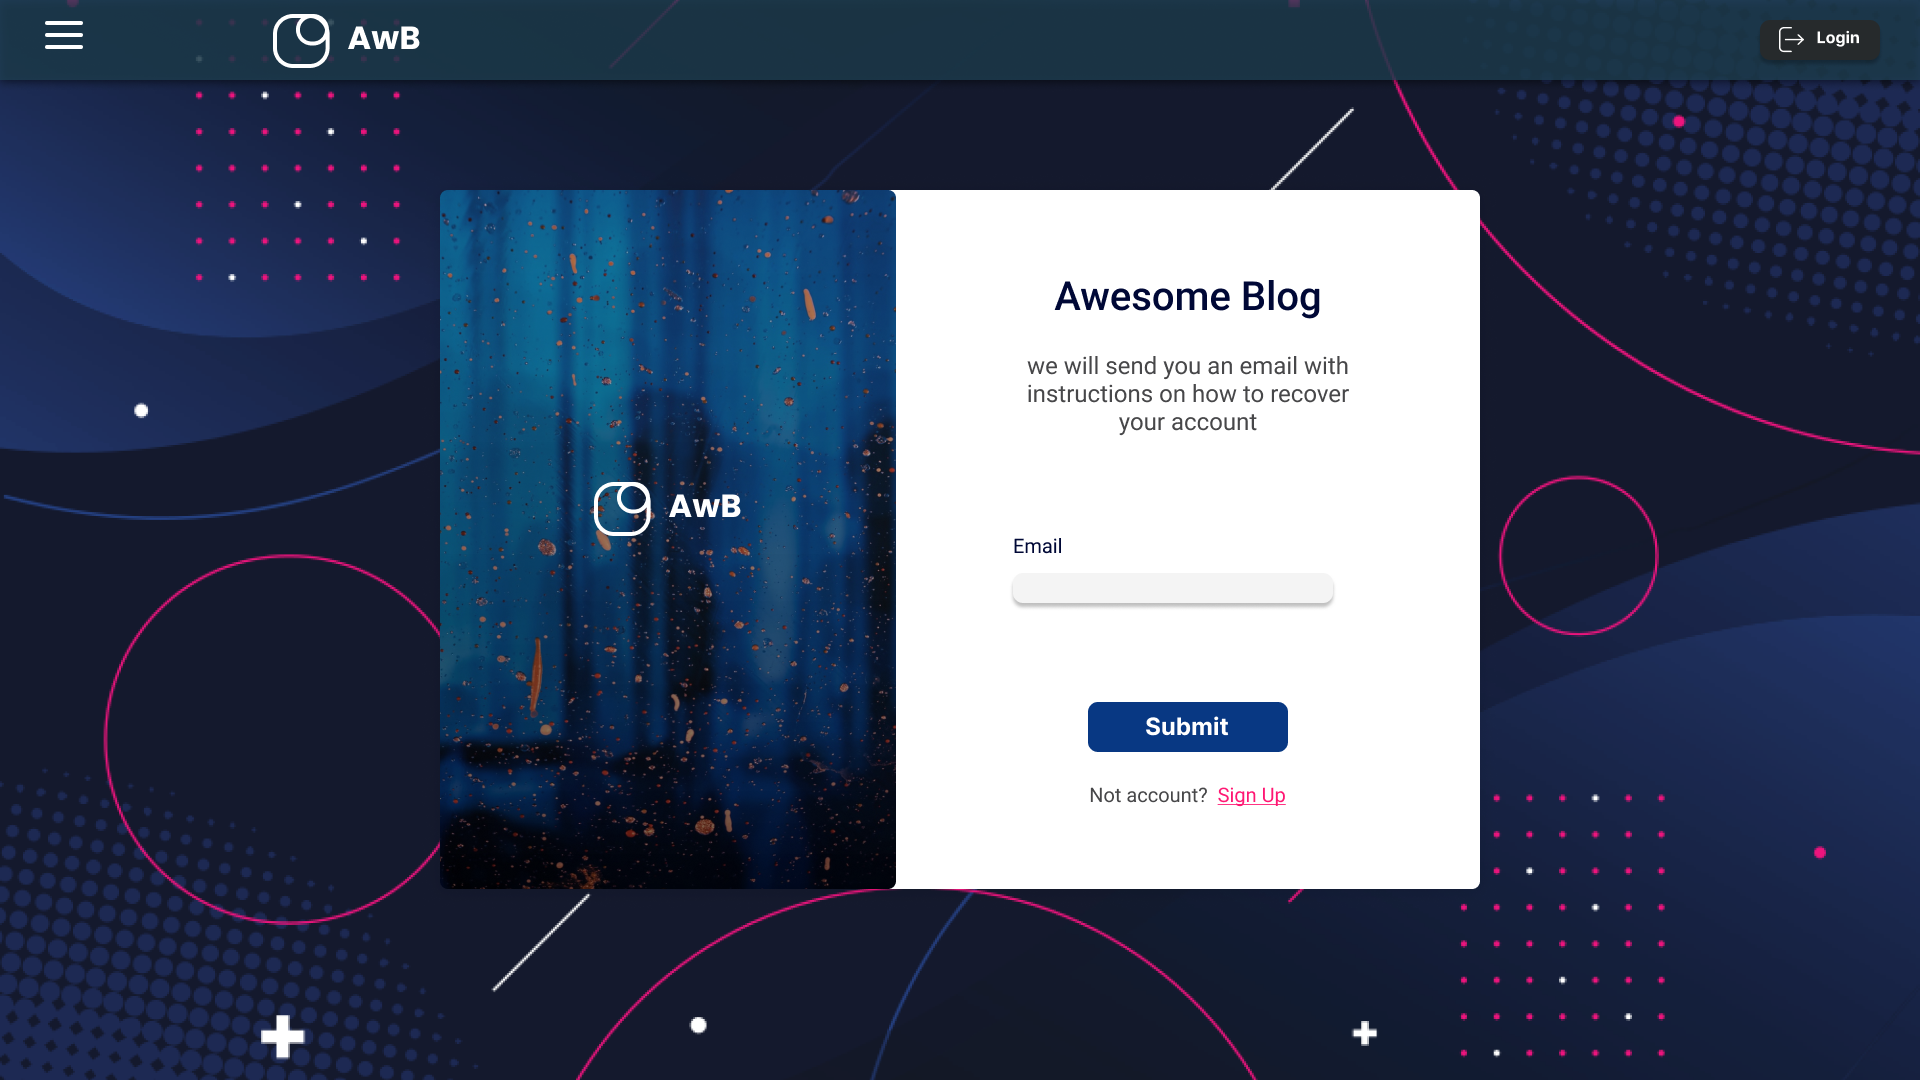 AwB
Login
Awesome Blog
we will send you an email with
instructions on how to recover
your account
AwB
Email
Submit
Not account? Sign Up